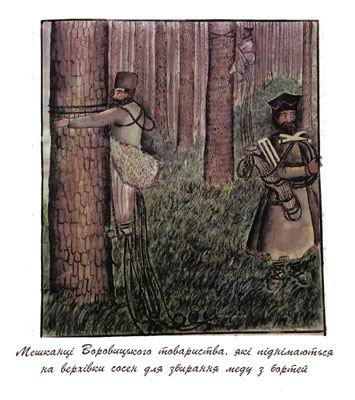 Мешканці Воровицького товариства, які піднімаються
на верхівки сосен для збирання меду з бортей